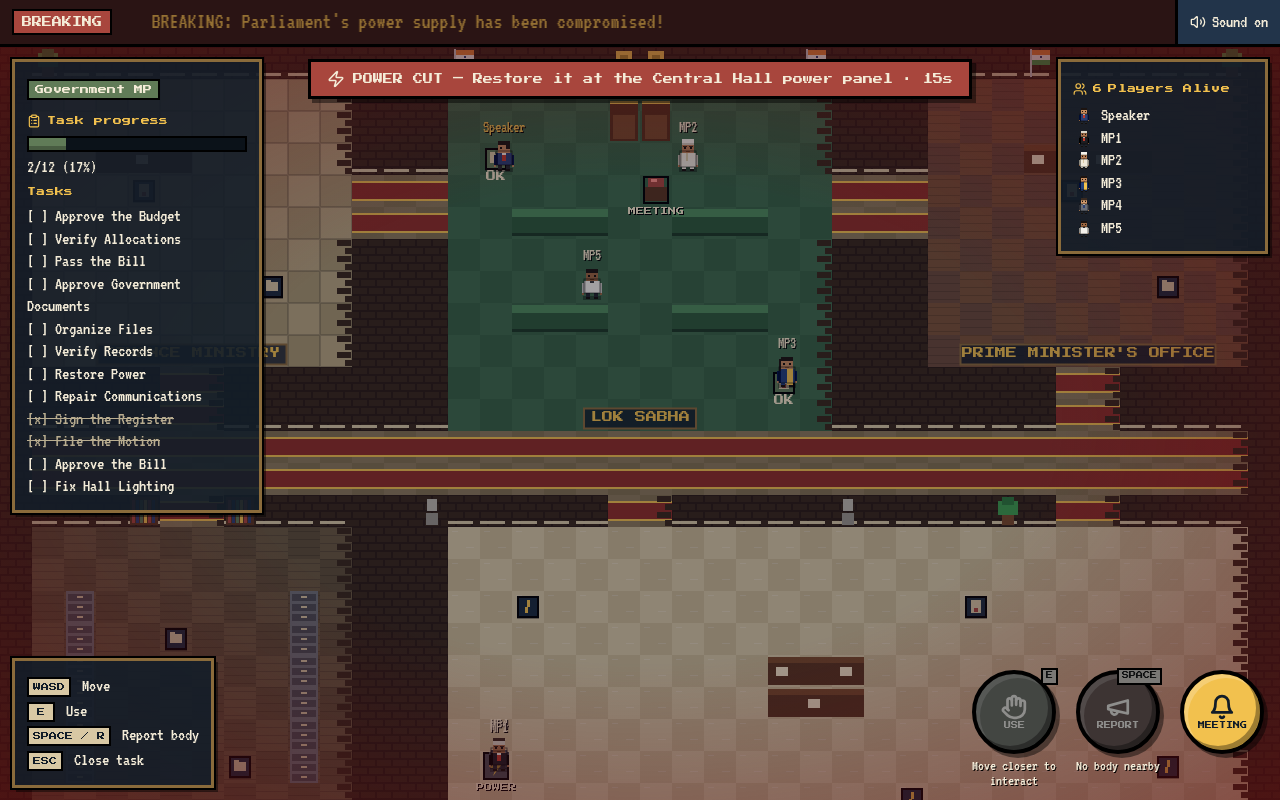 BREAKING
BREAKING: Parliament's power supply has been compromised!
Sound on
Government MP
Task progress
2/12 (17%)
Tasks
[ ] Approve the Budget
[ ] Verify Allocations
[ ] Pass the Bill
[ ] Approve Government
Documents
[ ] Organize Files
[ ] Verify Records
[ ] Restore Power
[ ] Repair Communications
[x] Sign the Register
[x] File the Motion
[ ] Approve the Bill
[ ] Fix Hall Lighting
POWER CUT — Restore it at the Central Hall power panel · 15s
6 Players Alive
Speaker
MP1
MP2
MP3
MP4
MP5
Speaker
OK
MP2
MEETING
MP5
MP3
OK
LOK SABHA
MINISTRY
PRIME MINISTER'S OFFICE
POWER
WASD Move
E Use
SPACE / R Report body
ESC Close task
E
USE
Move closer to
interact
SPACE
REPORT
No body nearby
MEETING